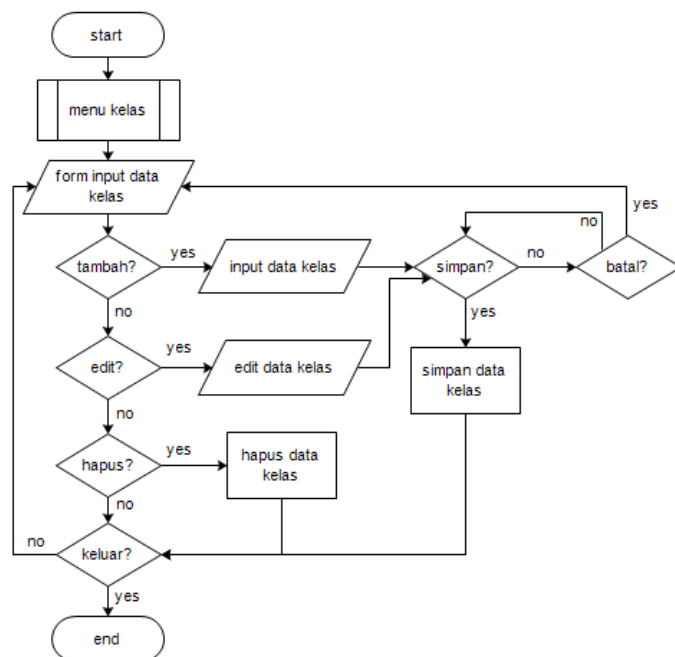 start
menu kelas
form input data
kelas
yes
no
tambah?
yes
input data kelas
simpan?
no
batal?
no
yes
edit?
yes
edit data kelas
simpan data
kelas
no
hapus?
yes
hapus data
kelas
no
no
keluar?
yes
end